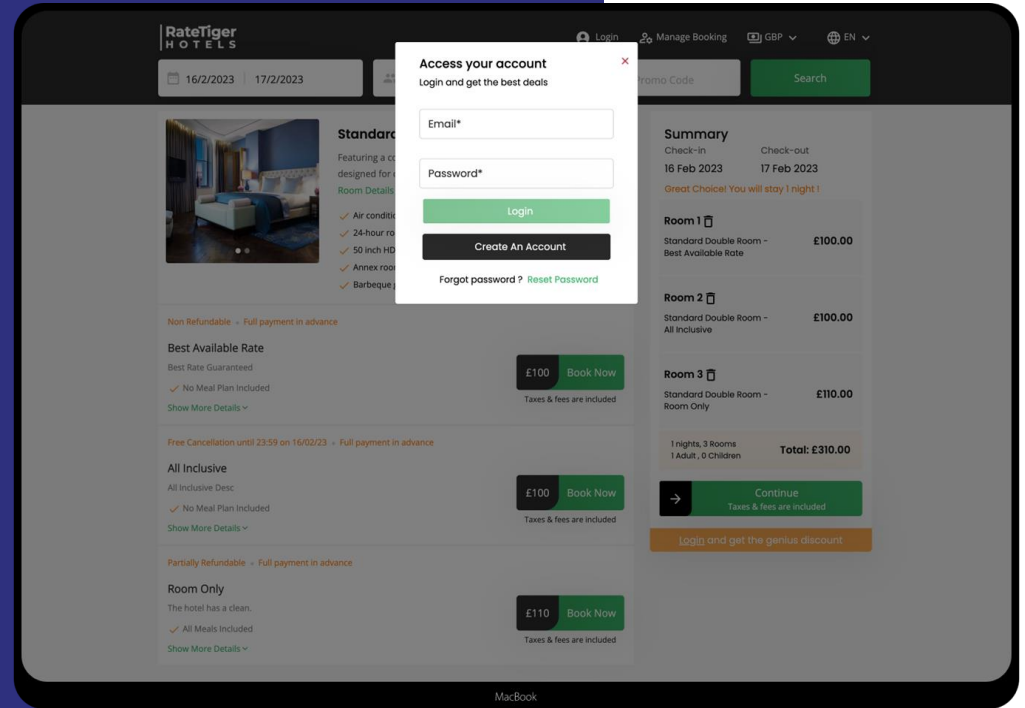 RateTiger
HOTELS
Login
Manage Booking
GBP
EN
16/2/2023 17/2/2023
Promo Code
Search
Access your account
Login and get the best deals
Email*
Password*
Login
Create An Account
Forgot password ? Reset Password
Standard
Featuring a
designed for
Room Details
Air
24-hour
50 inch HD
Annex
Barbeque
Non Refundable Full payment in advance
Best Available Rate
Best Rate Guaranteed
No Meal Plan Included
Show More Details
£100 Book Now
Taxes & fees are included
Free Cancellation until 23:59 on 16/02/23 Full payment in advance
All Inclusive
All Inclusive Desc
No Meal Plan Included
Show More Details
£100 Book Now
Taxes & fees are included
Partially Refundable Full payment in advance
Room Only
The hotel has a clean.
All Meals Included
Show More Details
£110 Book Now
Taxes & fees are included
Summary
Check-in Check-out
16 Feb 2023 17 Feb 2023
Great Choice! You will stay 1 night !
Room 1
Standard Double Room - £100.00
Best Available Rate
Room 2
Standard Double Room - £100.00
All Inclusive
Room 3
Standard Double Room - £110.00
Room Only
1 nights, 3 Rooms
1 Adult , 0 Children
Total: £310.00
Continue
Taxes & fees are included
Login and get the genius discount
MacBook